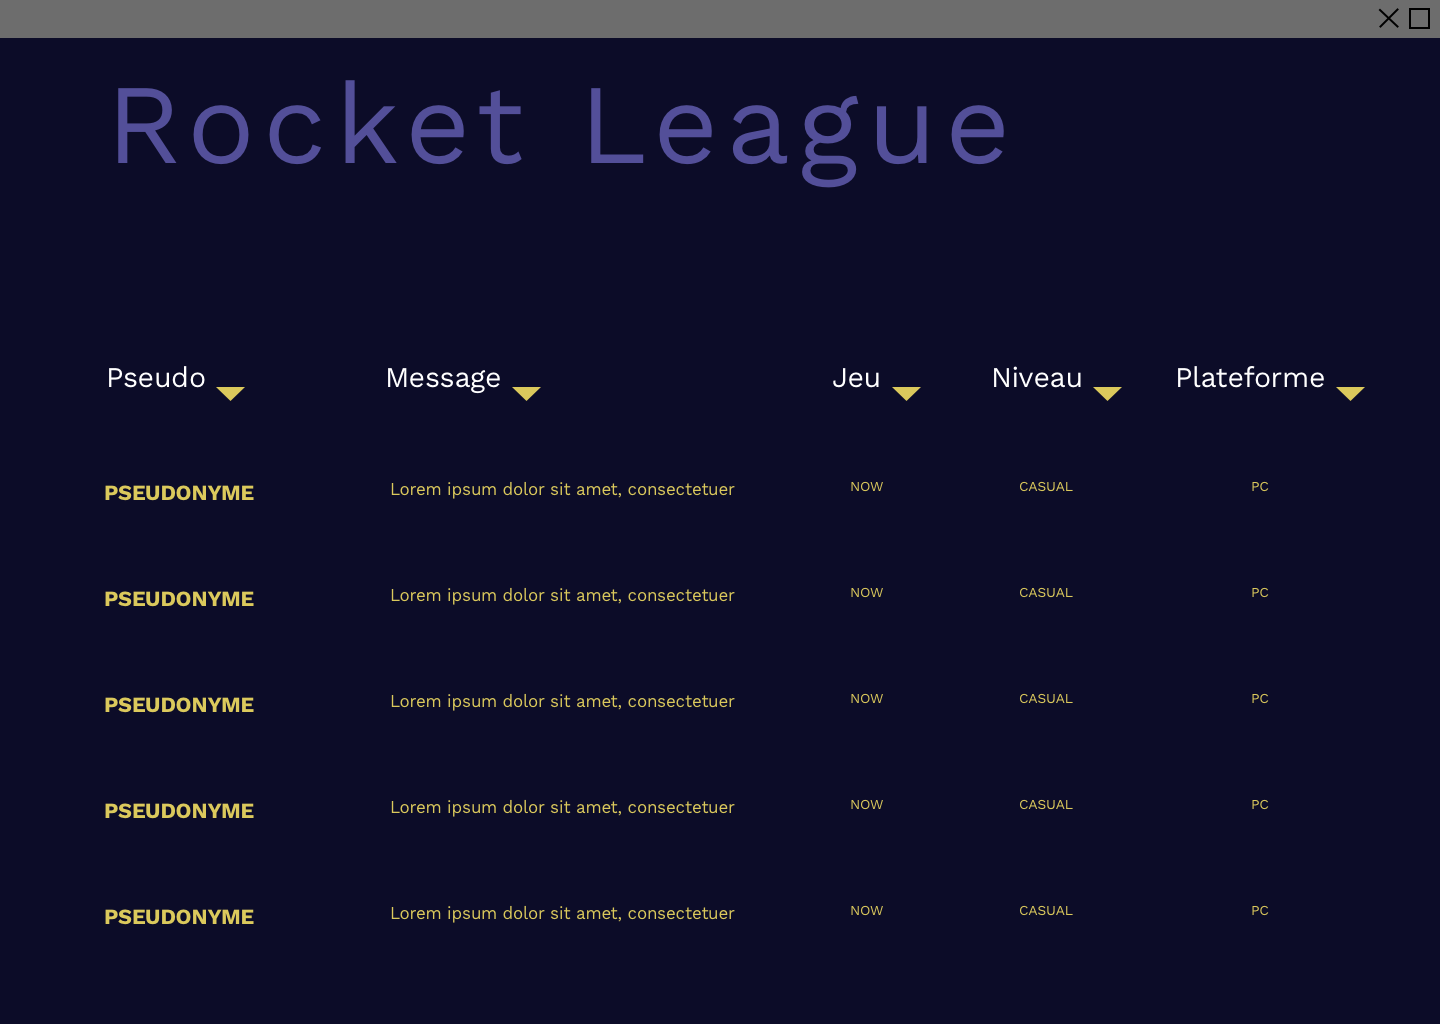 Rocket League
Pseudo Message Jeu Niveau Plateforme
PSEUDONYME Lorem ipsum dolor sit amet, consectetuer NOW CASUAL PC
PSEUDONYME Lorem ipsum dolor sit amet, consectetuer NOW CASUAL PC
PSEUDONYME Lorem ipsum dolor sit amet, consectetuer NOW CASUAL PC
PSEUDONYME Lorem ipsum dolor sit amet, consectetuer NOW CASUAL PC
PSEUDONYME Lorem ipsum dolor sit amet, consectetuer NOW CASUAL PC